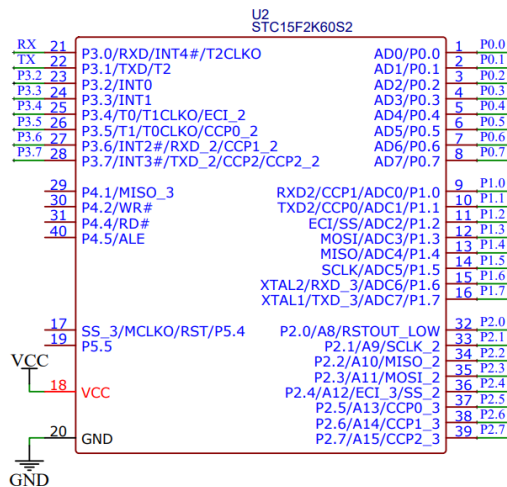 U2
STC15F2K60S2
RX 21 P3.0/RXD/INT4#/T2CLKO AD0/P0.0 1 P0.0
TX 22 P3.1/TXD/T2 AD1/P0.1 2 P0.1
P3.2 23 P3.2/INT0 AD2/P0.2 3 P0.2
P3.3 24 P3.3/INT1 AD3/P0.3 4 P0.3
P3.4 25 P3.4/T0/T1CLKO/ECI_2 AD4/P0.4 5 P0.4
P3.5 26 P3.5/T1/T0CLKO/CCP0_2 AD5/P0.5 6 P0.5
P3.6 27 P3.6/INT2#/RXD_2/CCP1_2 AD6/P0.6 7 P0.6
P3.7 28 P3.7/INT3#/TXD_2/CCP2/CCP2_2 AD7/P0.7 8 P0.7
29 P4.1/MISO_3 RXD2/CCP1/ADC0/P1.0 9 P1.0
30 P4.2/WR# TXD2/CCP0/ADC1/P1.1 10 P1.1
31 P4.4/RD# ECI/SS/ADC2/P1.2 11 P1.2
40 P4.5/ALE MOSI/ADC3/P1.3 12 P1.3
MISO/ADC4/P1.4 13 P1.4
SCLK/ADC5/P1.5 14 P1.5
XTAL2/RXD_3/ADC6/P1.6 15 P1.6
XTAL1/TXD_3/ADC7/P1.7 16 P1.7
17 SS_3/MCLKO/RST/P5.4 P2.0/A8/RSTOUT_LOW 32 P2.0
19 P5.5 P2.1/A9/SCLK_2 33 P2.1
P2.2/A10/MISO_2 34 P2.2
VCC P2.3/A11/MOSI_2 35 P2.3
18 VCC P2.4/A12/ECI_3/SS_2 36 P2.4
P2.5/A13/CCP0_3 37 P2.5
P2.6/A14/CCP1_3 38 P2.6
20 GND P2.7/A15/CCP2_3 39 P2.7
GND